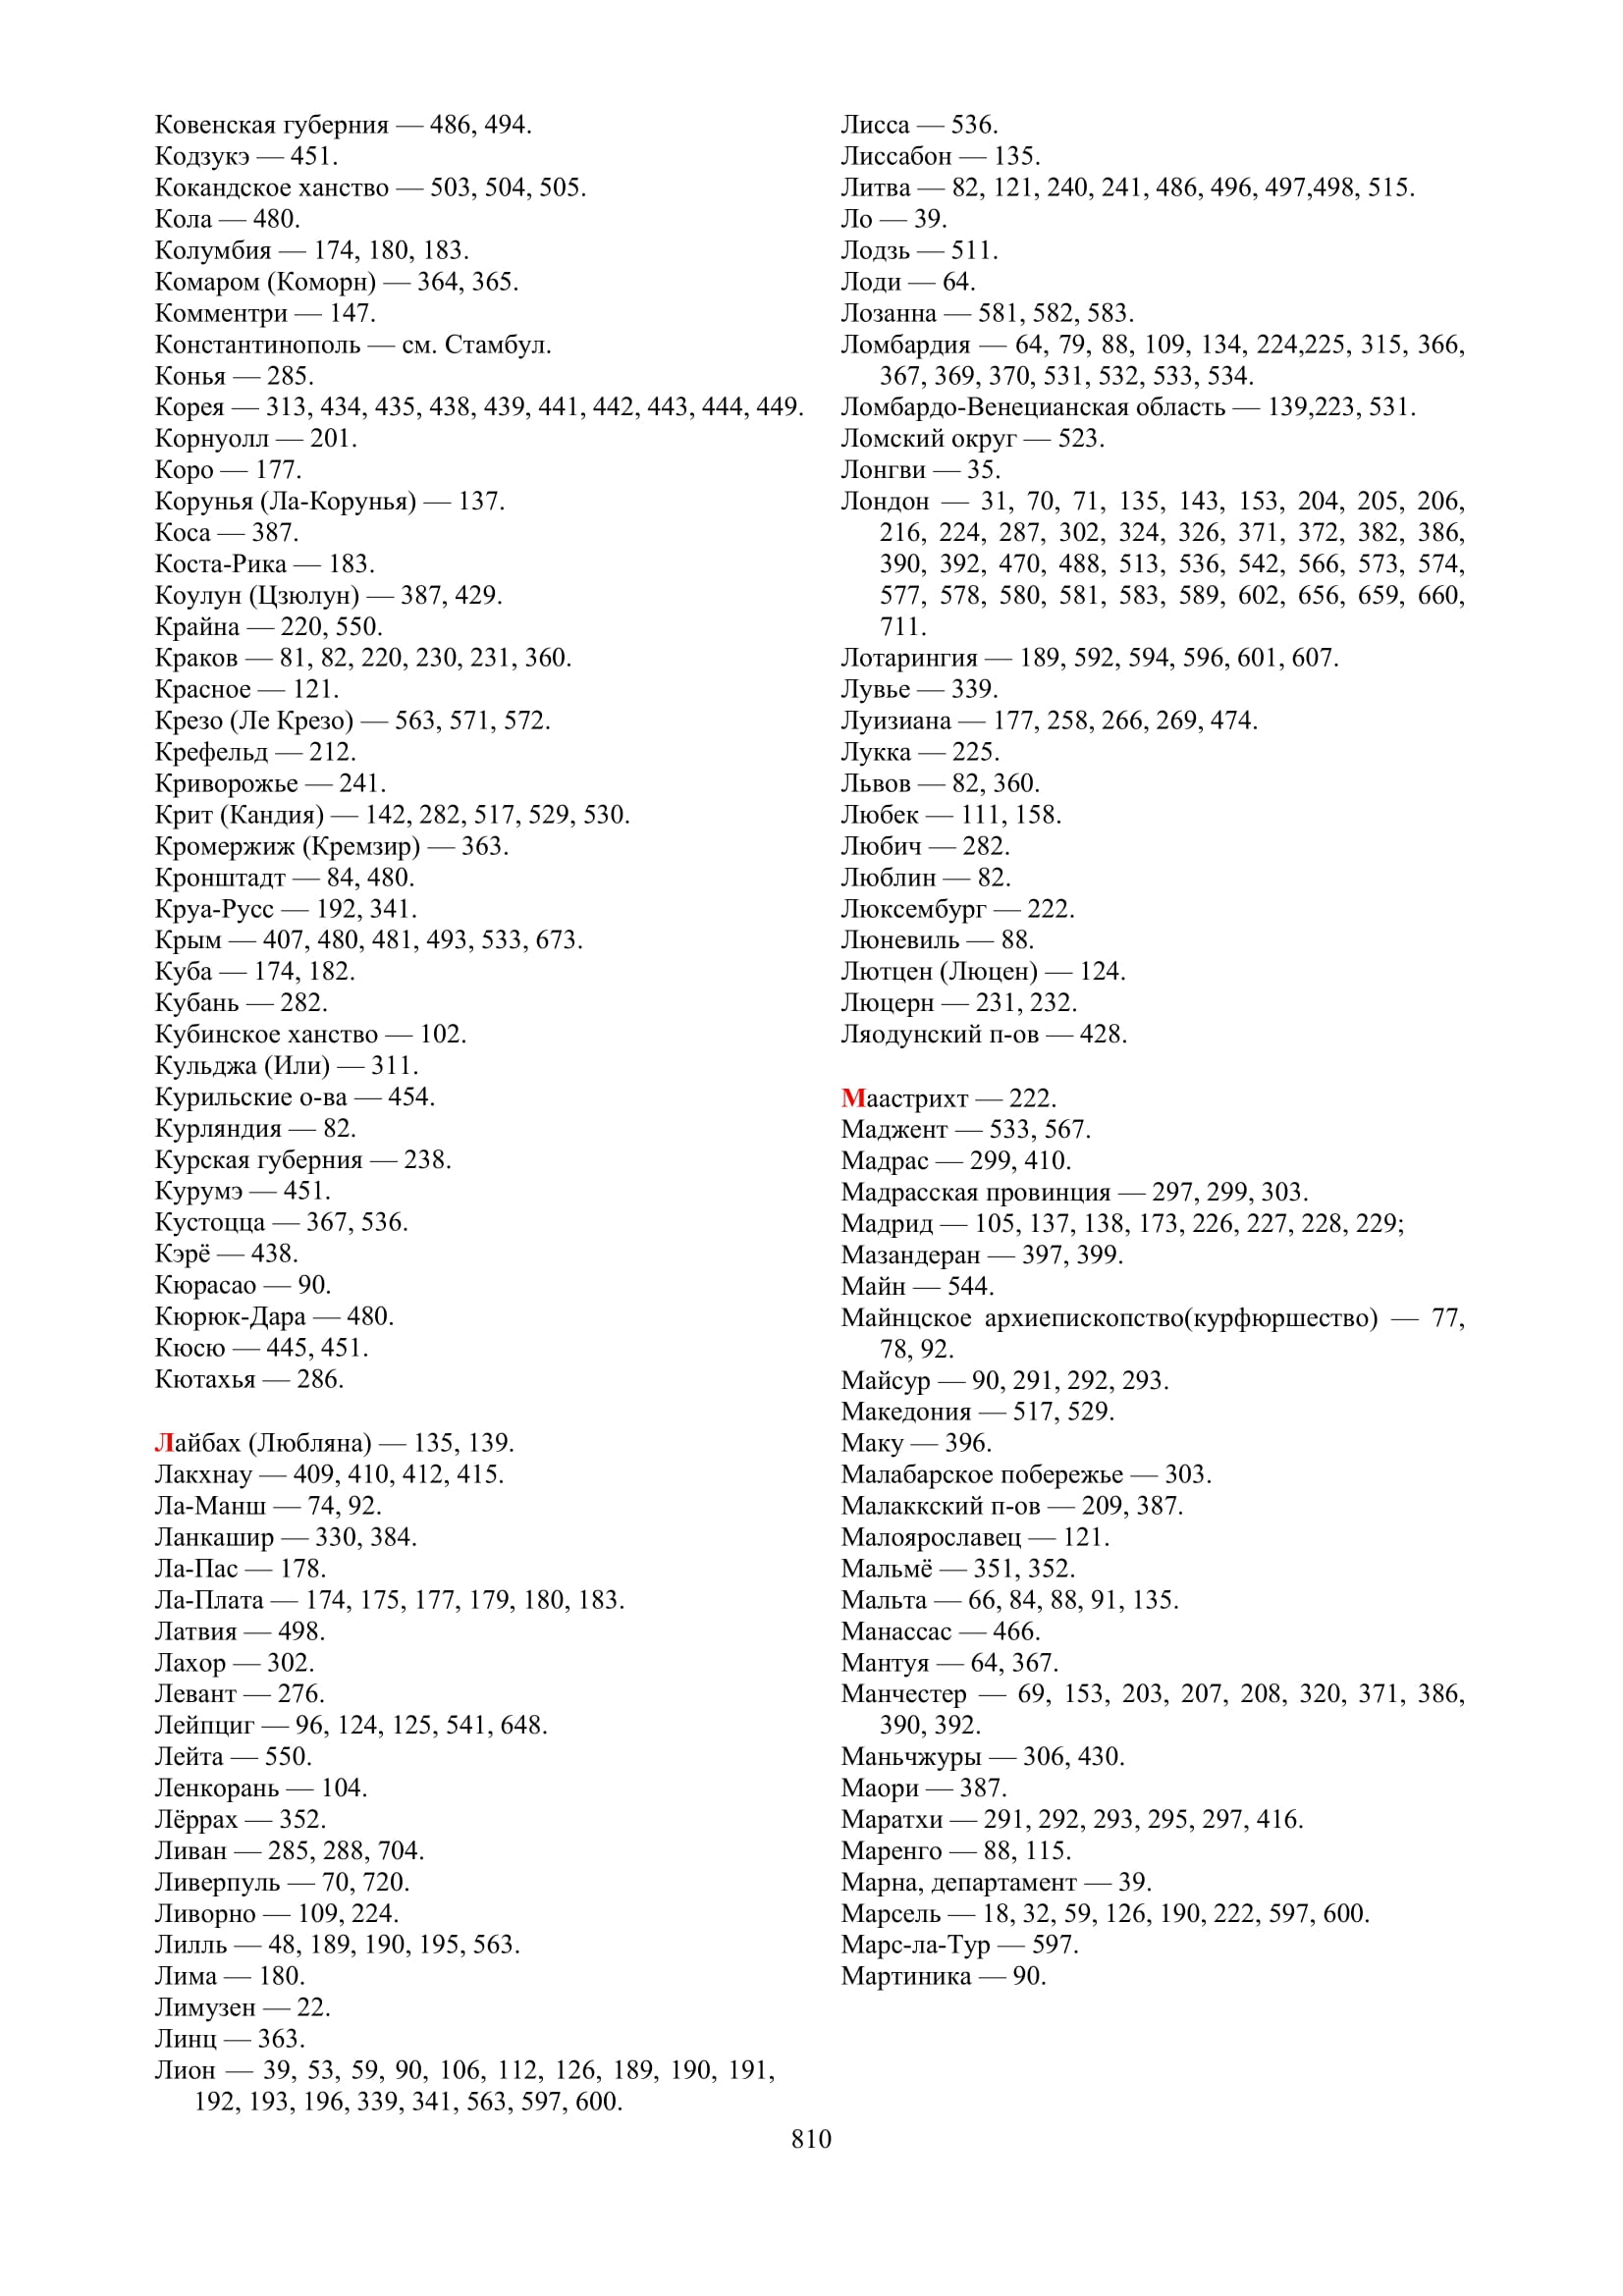 Ковенская губерния — 486, 494.
Кодзукэ — 451.
Кокандское ханство — 503, 504, 505.
Кола — 480.
Колумбия — 174, 180, 183.
Комаром (Коморн) — 364, 365.
Комментри — 147.
Константинополь — см. Стамбул.
Конья — 285.
Корея — 313, 434, 435, 438, 439, 441, 442, 443, 444, 449.
Корнуолл — 201.
Коро — 177.
Корунья (Ла-Корунья) — 137.
Коса — 387.
Коста-Рика — 183.
Коулун (Цзюлун) — 387, 429.
Крайна — 220, 550.
Краков — 81, 82, 220, 230, 231, 360.
Красное — 121.
Крезо (Ле Крезо) — 563, 571, 572.
Крефельд — 212.
Криворожье — 241.
Крит (Кандия) — 142, 282, 517, 529, 530.
Кромержиж (Кремзир) — 363.
Кронштадт — 84, 480.
Круа-Русс — 192, 341.
Крым — 407, 480, 481, 493, 533, 673.
Куба — 174, 182.
Кубань — 282.
Кубинское ханство — 102.
Кульджа (Или) — 311.
Курильские о-ва — 454.
Курляндия — 82.
Курская губерния — 238.
Курумэ — 451.
Кустоцца — 367, 536.
Кэрё — 438.
Кюрасао — 90.
Кюрюк-Дара — 480.
Кюсю — 445, 451.
Кютахья — 286.
Лайбах (Любляна) — 135, 139.
Лакхнау — 409, 410, 412, 415.
Ла-Манш — 74, 92.
Ланкашир — 330, 384.
Ла-Пас — 178.
Ла-Плата — 174, 175, 177, 179, 180, 183.
Латвия — 498.
Лахор — 302.
Левант — 276.
Лейпциг — 96, 124, 125, 541, 648.
Лейта — 550.
Ленкорань — 104.
Лёррах — 352.
Ливан — 285, 288, 704.
Ливерпуль — 70, 720.
Ливорно — 109, 224.
Лилль — 48, 189, 190, 195, 563.
Лима — 180.
Лимузен — 22.
Линц — 363.
Лион — 39, 53, 59, 90, 106, 112, 126, 189, 190, 191,
192, 193, 196, 339, 341, 563, 597, 600.
Лисса — 536.
Лиссабон — 135.
Литва — 82, 121, 240, 241, 486, 496, 497,498, 515.
Ло — 39.
Лодзь — 511.
Лоди — 64.
Лозанна — 581, 582, 583.
Ломбардия — 64, 79, 88, 109, 134, 224,225, 315, 366,
367, 369, 370, 531, 532, 533, 534.
Ломбардо-Венецианская область — 139,223, 531.
Ломский округ — 523.
Лонгви — 35.
Лондон — 31, 70, 71, 135, 143, 153, 204, 205, 206,
216, 224, 287, 302, 324, 326, 371, 372, 382, 386,
390, 392, 470, 488, 513, 536, 542, 566, 573, 574,
577, 578, 580, 581, 583, 589, 602, 656, 659, 660,
711.
Лотарингия — 189, 592, 594, 596, 601, 607.
Лувье — 339.
Луизиана — 177, 258, 266, 269, 474.
Лукка — 225.
Львов — 82, 360.
Любек — 111, 158.
Любич — 282.
Люблин — 82.
Люксембург — 222.
Люневиль — 88.
Лютцен (Люцен) — 124.
Люцерн — 231, 232.
Ляодунский п-ов — 428.
Маастрихт — 222.
Маджент — 533, 567.
Мадрас — 299, 410.
Мадрасская провинция — 297, 299, 303.
Мадрид — 105, 137, 138, 173, 226, 227, 228, 229;
Мазандеран — 397, 399.
Майн — 544.
Майнцское архиепископство(курфюршество) — 77,
78, 92.
Майсур — 90, 291, 292, 293.
Македония — 517, 529.
Маку — 396.
Малабарское побережье — 303.
Малаккский п-ов — 209, 387.
Малоярославец — 121.
Мальмё — 351, 352.
Мальта — 66, 84, 88, 91, 135.
Манассас — 466.
Мантуя — 64, 367.
Манчестер — 69, 153, 203, 207, 208, 320, 371, 386,
390, 392.
Маньчжуры — 306, 430.
Маори — 387.
Маратхи — 291, 292, 293, 295, 297, 416.
Маренго — 88, 115.
Марна, департамент — 39.
Марсель — 18, 32, 59, 126, 190, 222, 597, 600.
Марс-ла-Тур — 597.
Мартиника — 90.
810